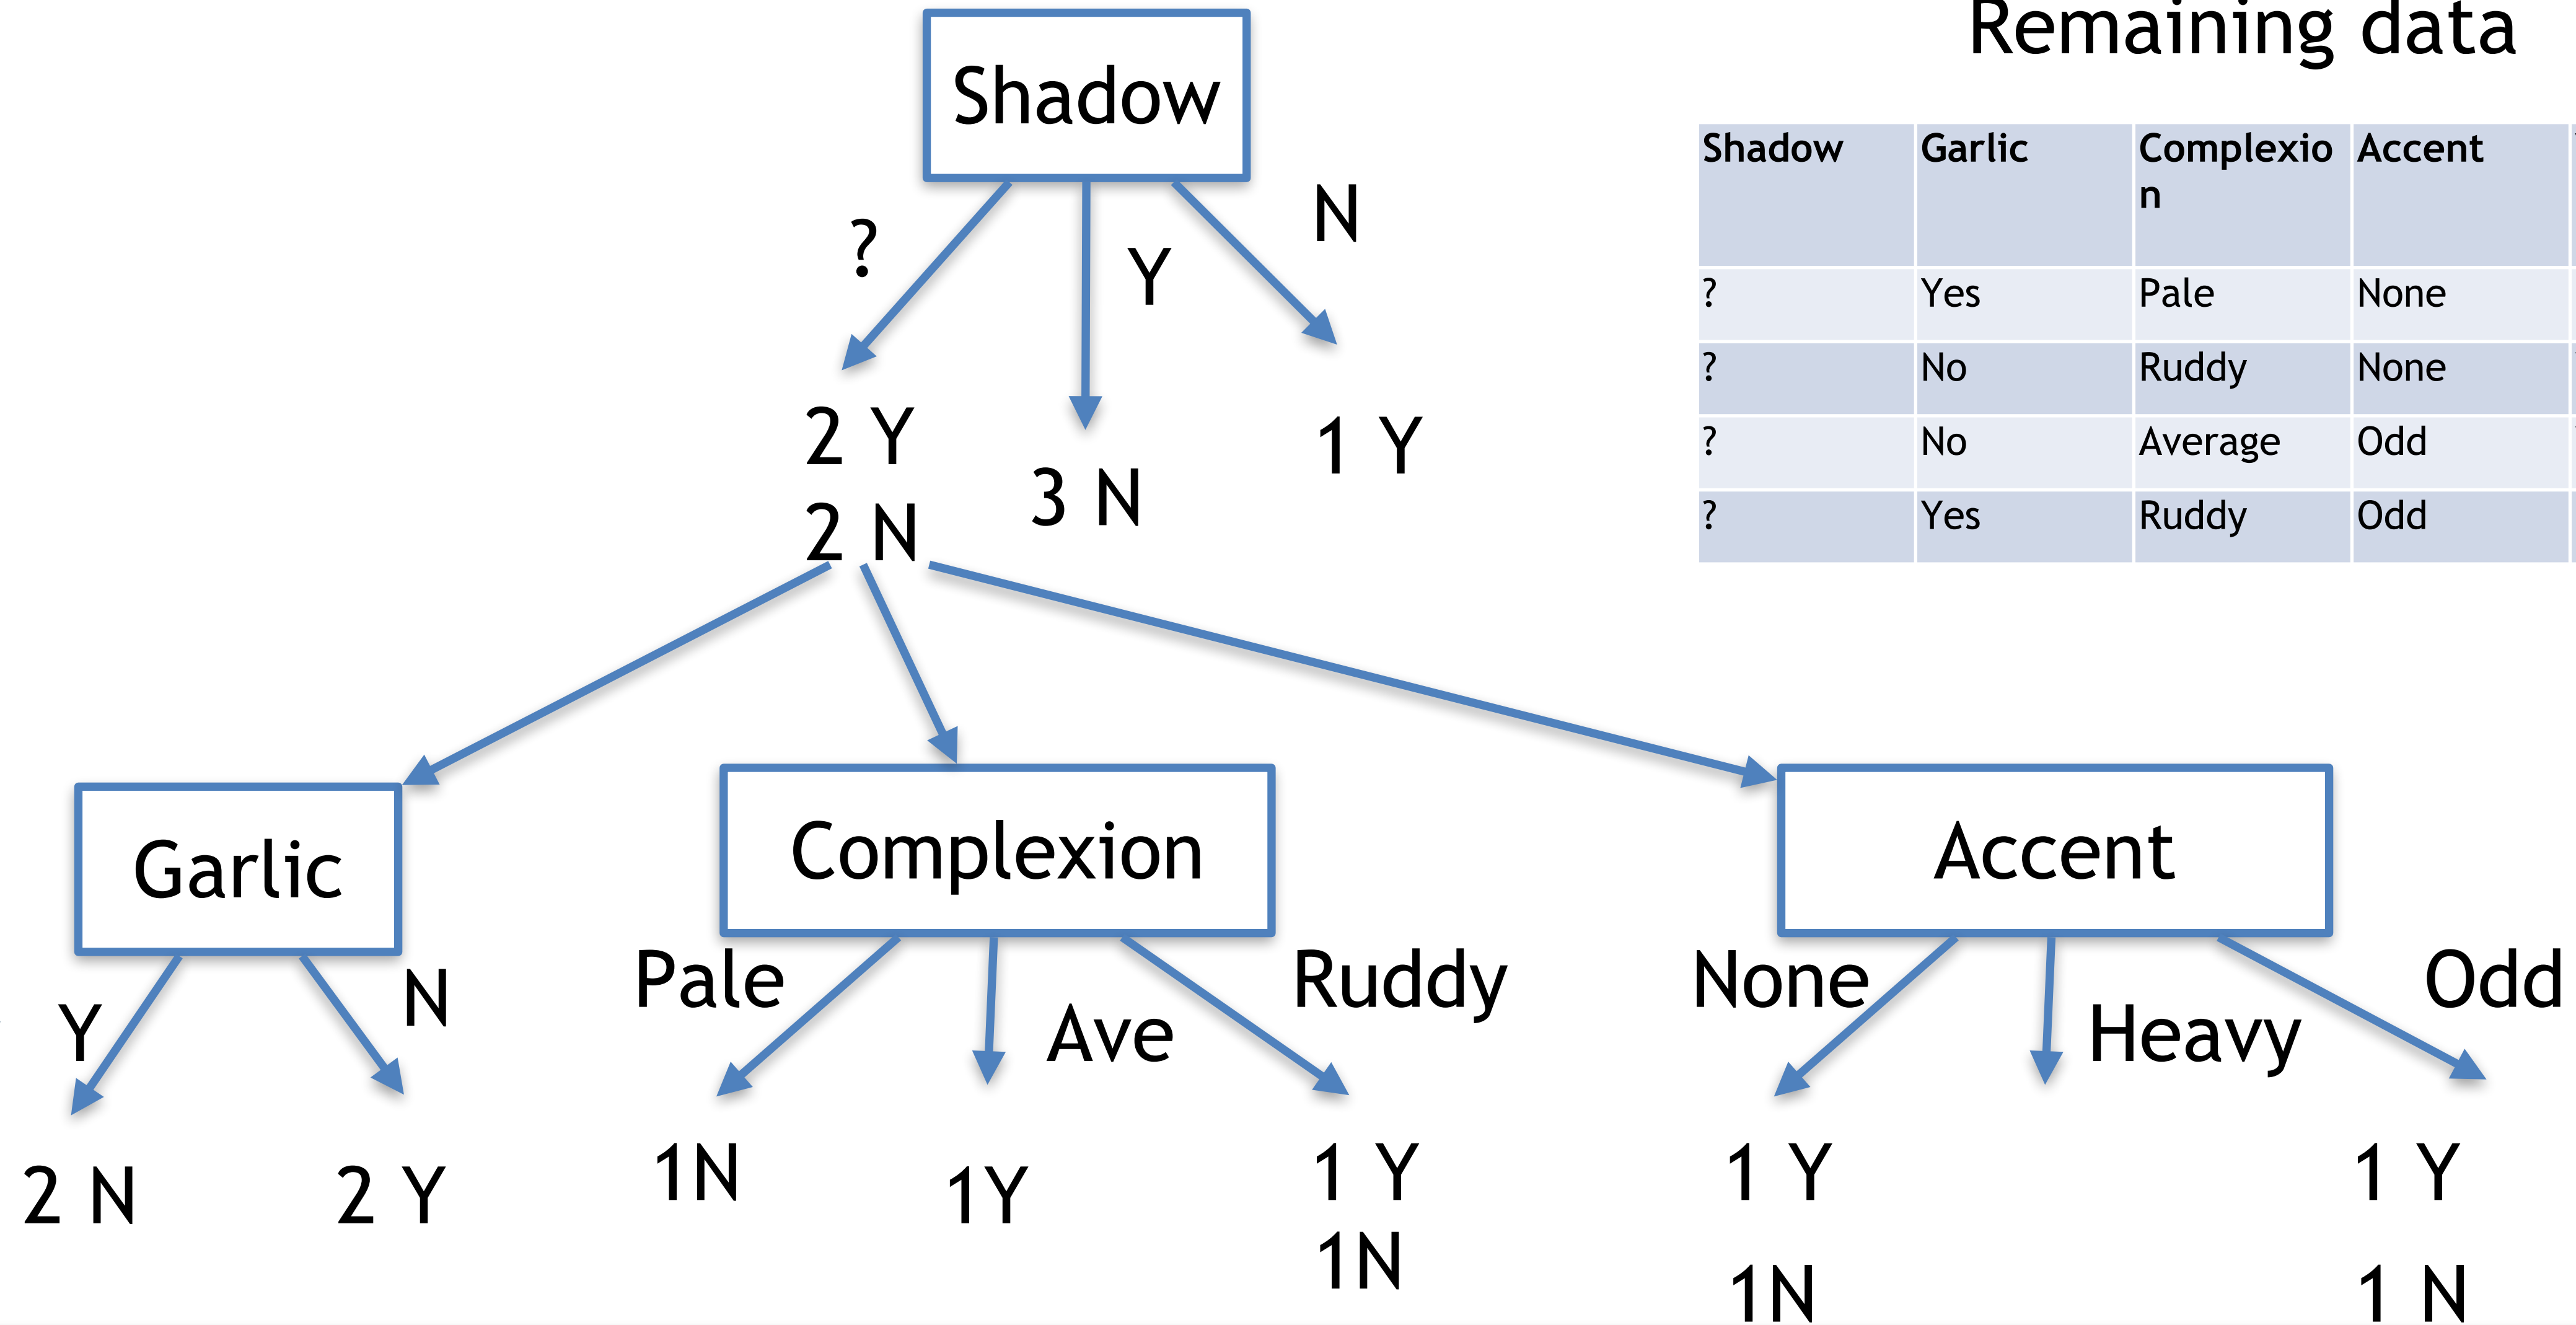 Remaining data
Shadow
Shadow Garlic Complexio Accent
n
? Yes Pale None
? No Ruddy None
? No Average Odd
? Yes Ruddy Odd
?
Y
N
2 Y
2 N
3 N
1 Y
Garlic
Complexion
Accent
Y
N
Pale
Ave
Ruddy
None
Heavy
Odd
2 N
2 Y
1N
1Y
1 Y
1N
1 Y
1N
1 Y
1 N